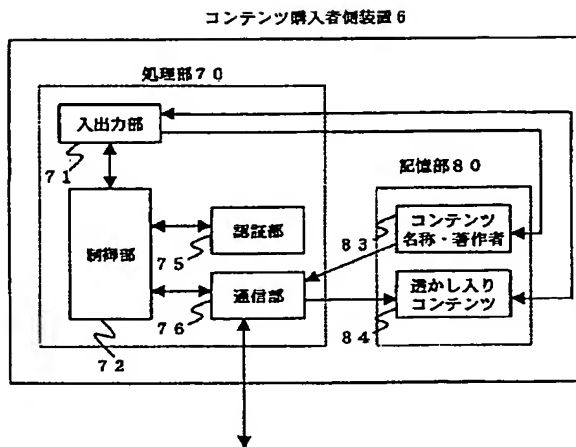 コンテンツ購入者側装置6
処理部70
入出力部
71
記憶部80
制御部
認証部
75
83
コンテンツ
名称・著作者
通信部
76
透かし入り
コンテンツ
84
72